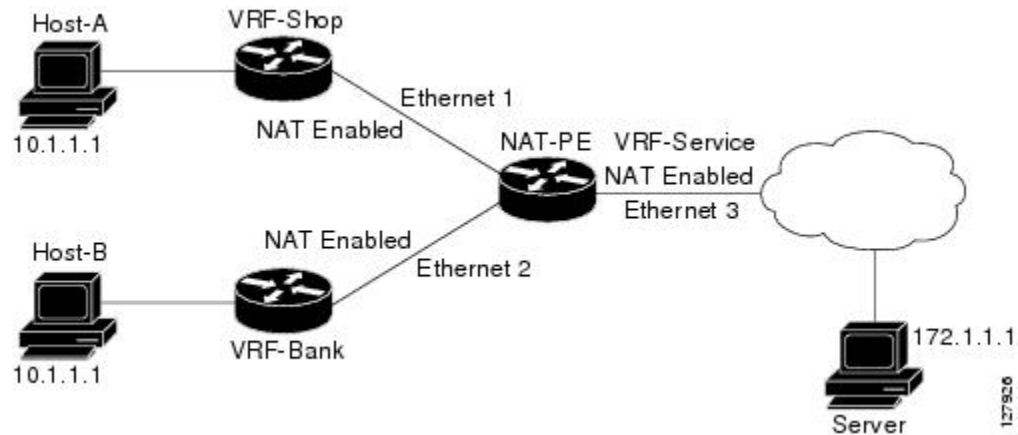 Host-A
VRF-Shop
10.1.1.1
Ethernet 1
NAT Enabled
NAT-PE
VRF-Service
NAT Enabled
Ethernet 3
Host-B
NAT Enabled
Ethernet 2
10.1.1.1
VRF-Bank
172.1.1.1
Server
127926